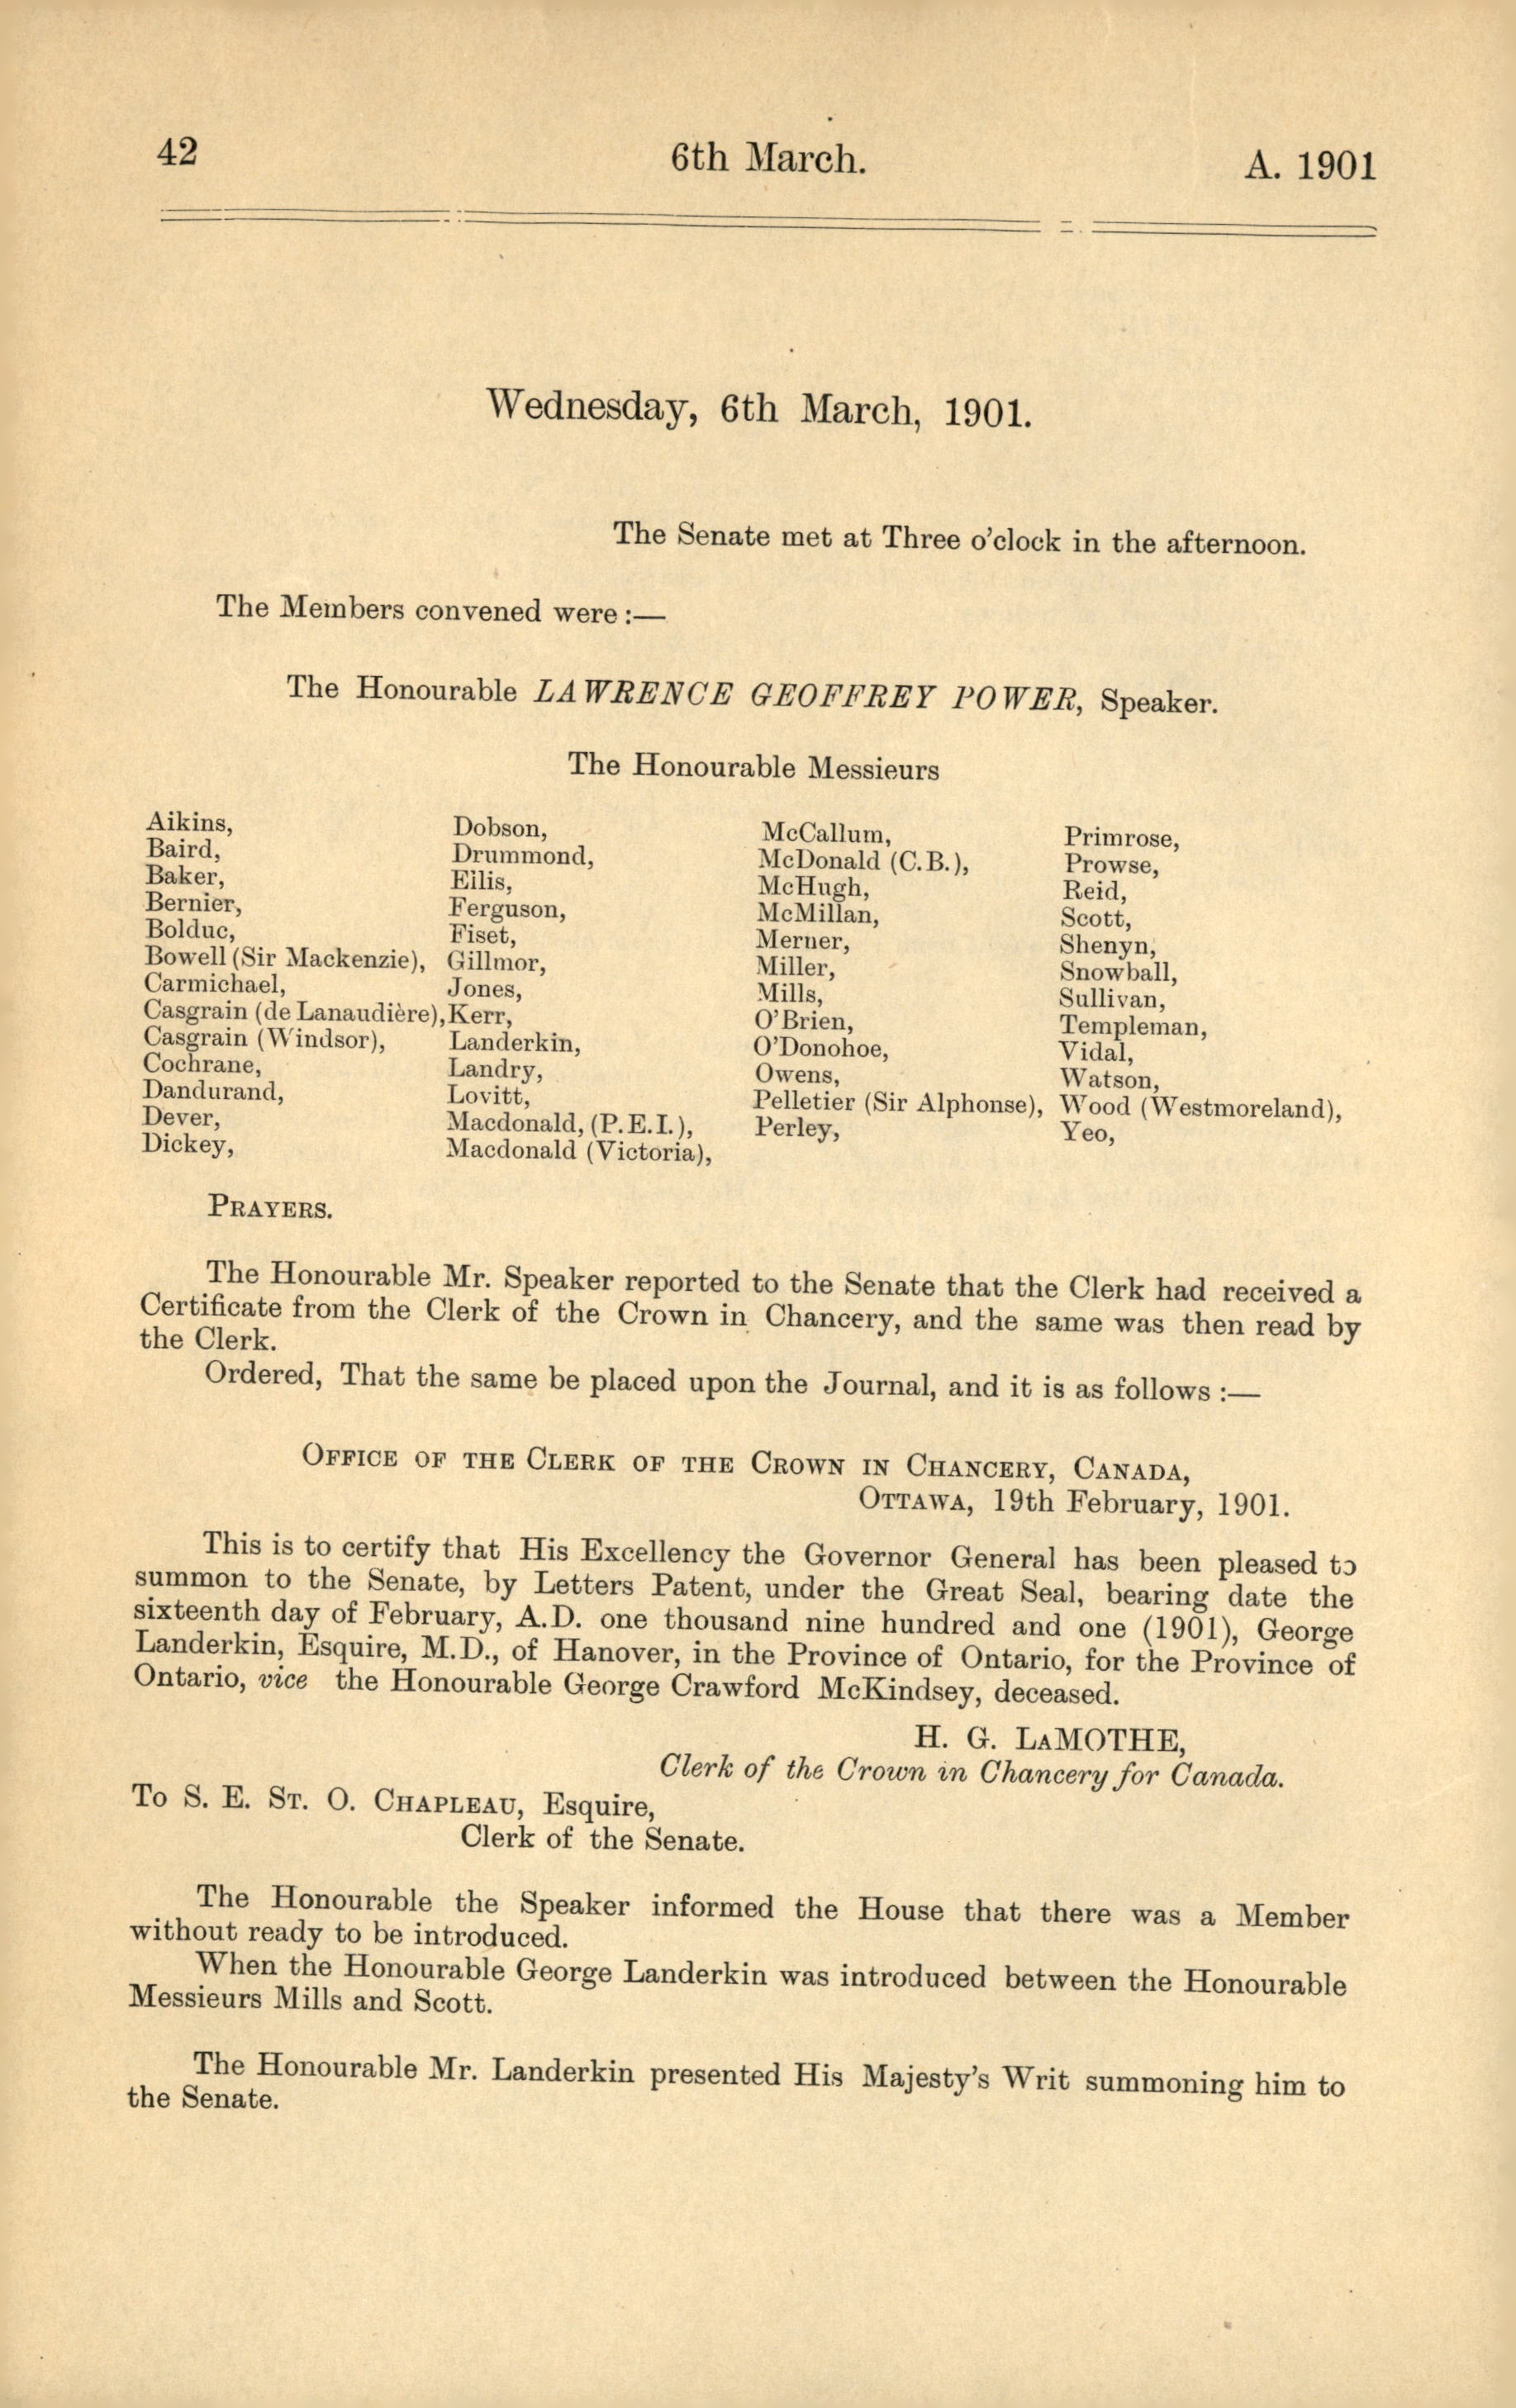 42
6th March.
A. 1901
Wednesday, 6th March, 1901.
The Senate met at Three o'clock in the afternoon.
The Members convened were :—
The Honourable LAWRENCE GEOFFREY POWER, Speaker.
The Honourable Messieurs
Aikins,
Baird,
Baker,
Bernier,
Bolduc,
Bowell (Sir Mackenzie),
Carmichael,
Casgrain (de Lanaudière),
Casgrain (Windsor),
Cochrane,
Dandurand,
Dever,
Dickey,
Dobson,
Drummond,
Eilis,
Ferguson,
Fiset,
Gillmor,
Jones,
Kerr,
Landerkin,
Landry,
Lovitt,
Macdonald, (P.E.I.),
Macdonald (Victoria),
McCallum,
McDonald (C.B.),
McHugh,
McMillan,
Merner,
Miller,
Mills,
O'Brien,
O'Donohoe,
Owens,
Pelletier (Sir Alphonse),
Perley,
Primrose,
Prowse,
Reid,
Scott,
Shenyn,
Snowball,
Sullivan,
Templeman,
Vidal,
Watson,
Wood (Westmoreland),
Yeo,
PRAYERS.
The Honourable Mr. Speaker reported to the Senate that the Clerk had received a
Certificate from the Clerk of the Crown in Chancery, and the same was then read by
the Clerk.
Ordered, That the same be placed upon the Journal, and it is as follows :—
OFFICE OF THE CLERK OF THE CROWN IN CHANCERY, CANADA,
OTTAWA, 19th February, 1901.
This is to certify that His Excellency the Governor General has been pleased to
summon to the Senate, by Letters Patent, under the Great Seal, bearing date the
sixteenth day of February, A.D. one thousand nine hundred and one (1901), George
Landerkin, Esquire, M.D., of Hanover, in the Province of Ontario, for the Province of
Ontario, vice the Honourable George Crawford McKindsey, deceased.
H. G. LAMOTHE,
Clerk of the Crown in Chancery for Canada.
To S. E. ST. O. CHAPLEAU, Esquire,
Clerk of the Senate.
The Honourable the Speaker informed the House that there was a Member
without ready to be introduced.
When the Honourable George Landerkin was introduced between the Honourable
Messieurs Mills and Scott.
The Honourable Mr. Landerkin presented His Majesty's Writ summoning him to
the Senate.